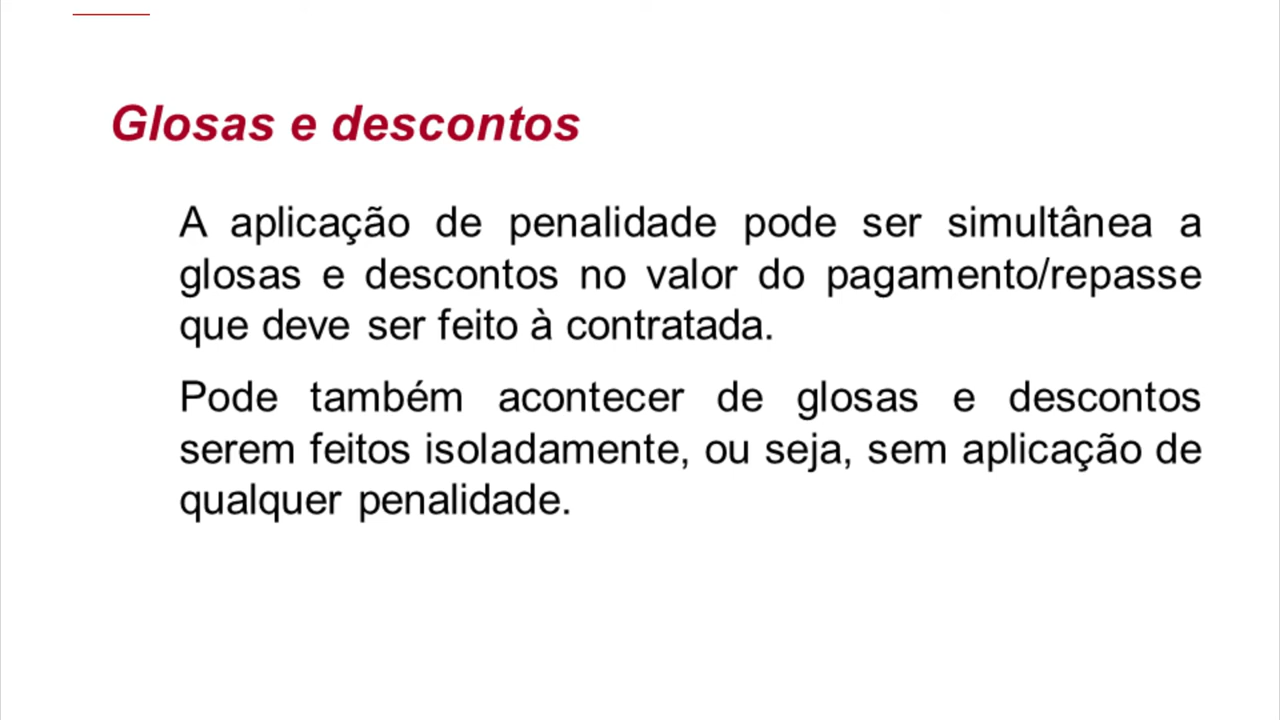 Glosas e descontos
A aplicação de penalidade pode ser simultânea a
glosas e descontos no valor do pagamento/repasse
que deve ser feito à contratada.
Pode também acontecer de glosas e descontos
serem feitos isoladamente, ou seja, sem aplicação de
qualquer penalidade.